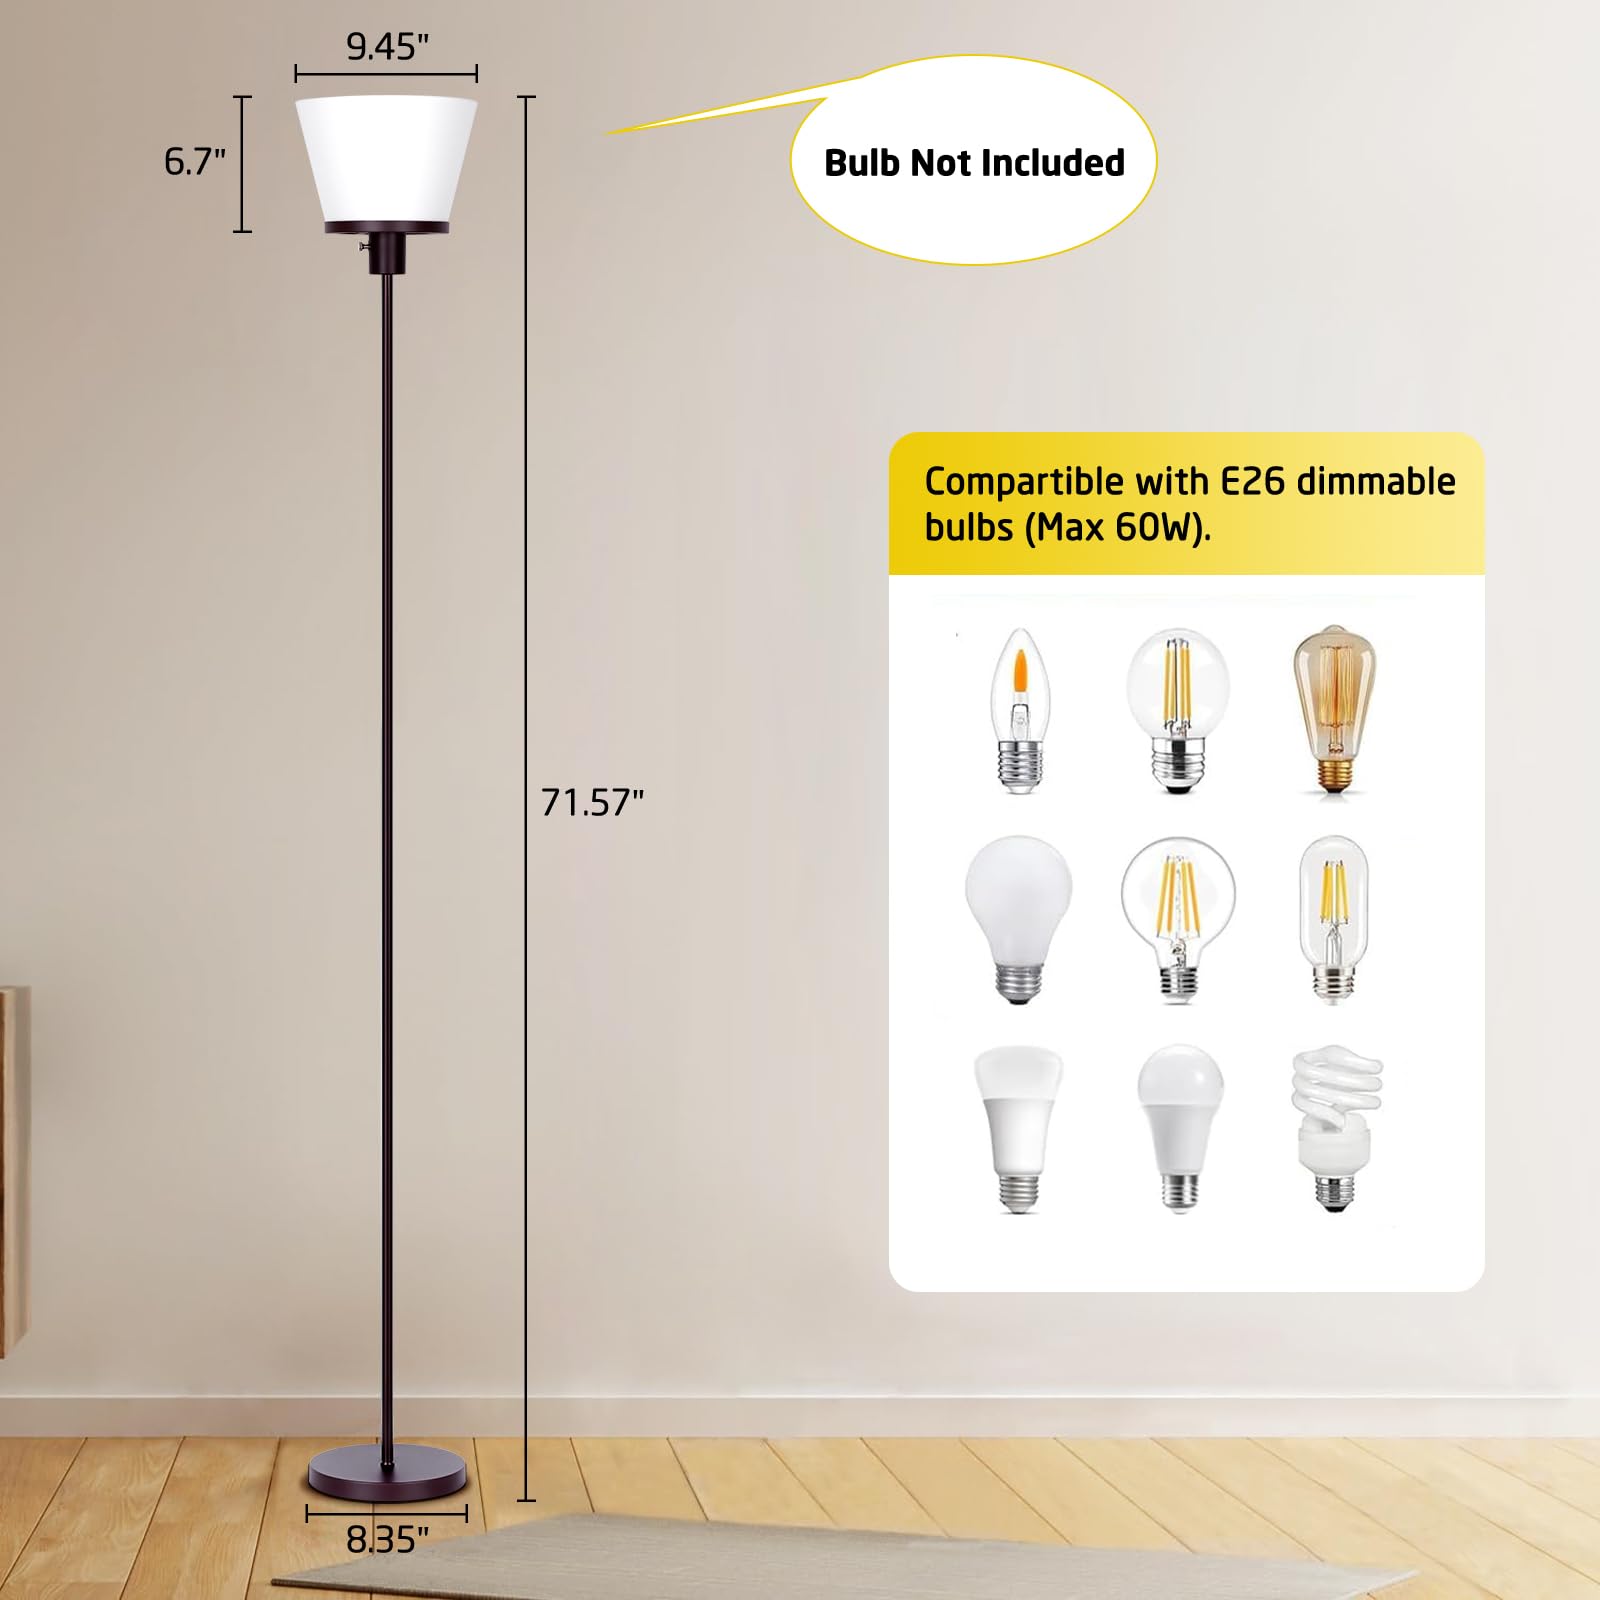 9.45"
6.7"
Bulb Not Included
Compartible with E26 dimmable
bulbs (Max 60W).
71.57"
8.35"